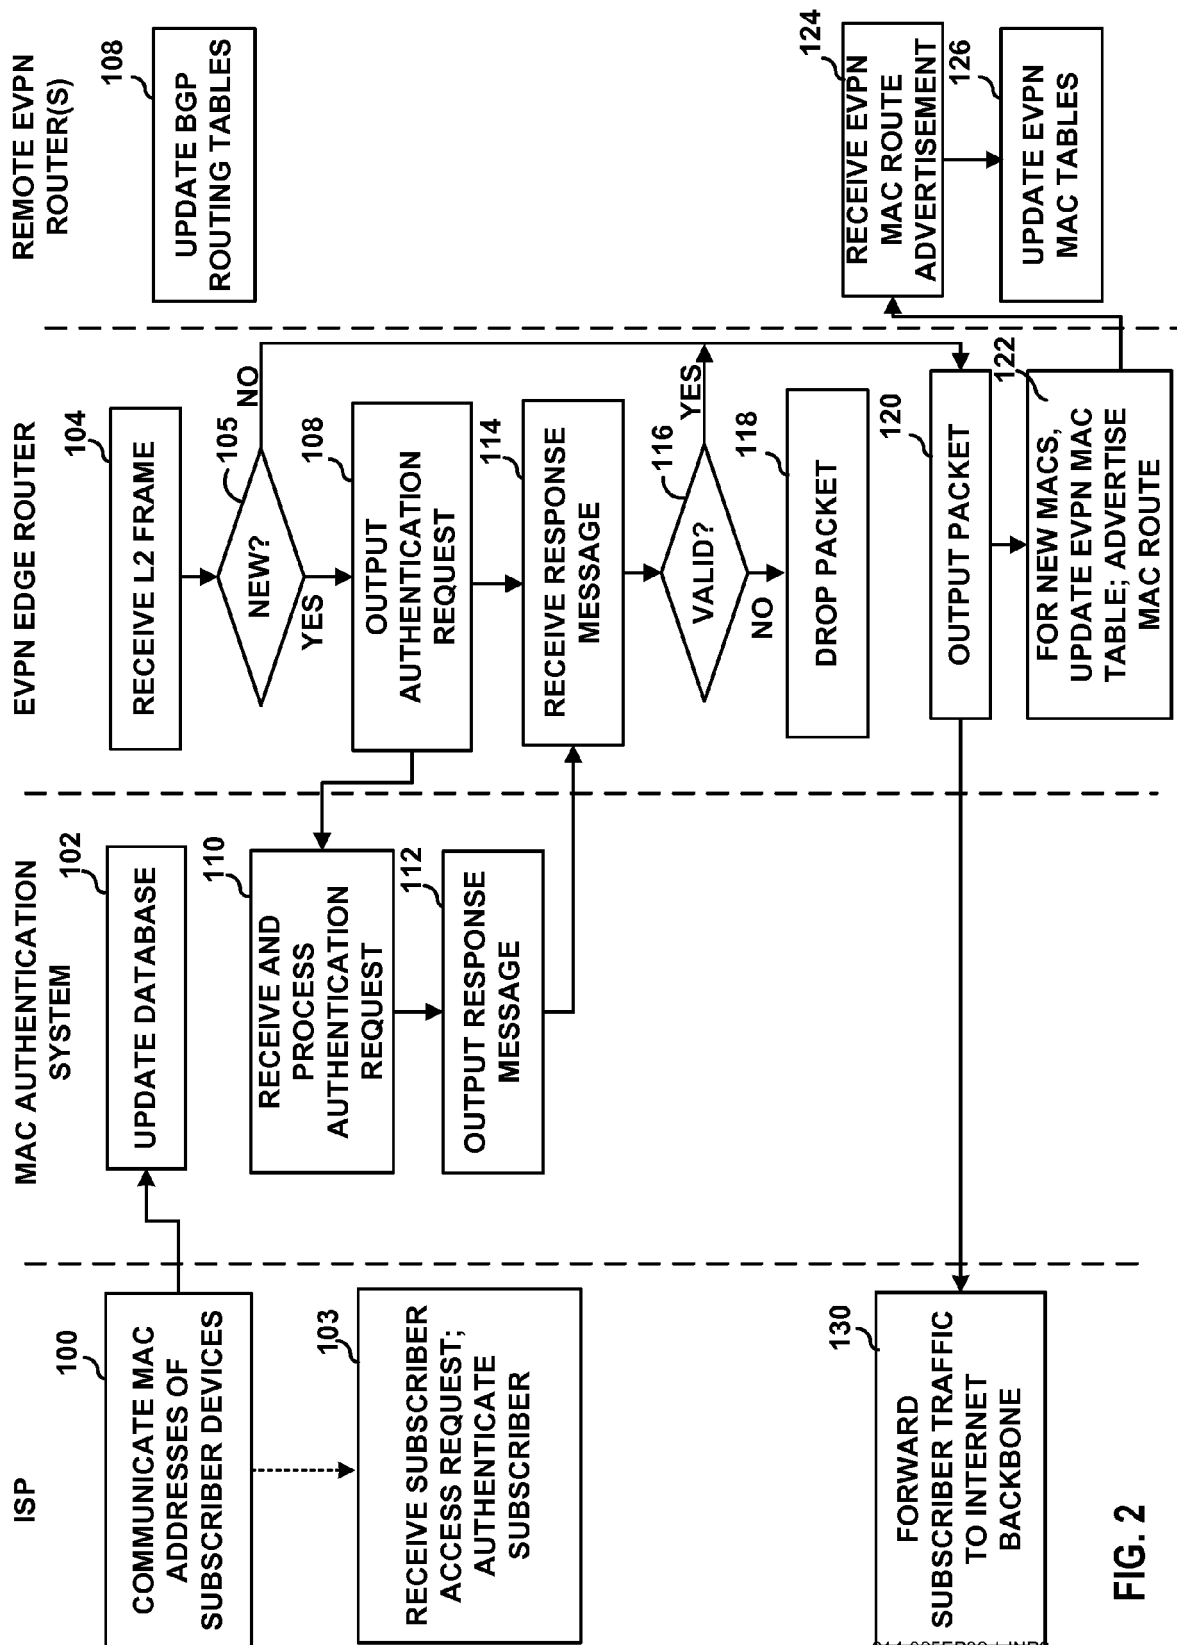 ISP
MAC AUTHENTICATION
SYSTEM
EVPN EDGE ROUTER
REMOTE EVPN
ROUTER(S)
100
COMMUNICATE MAC
ADDRESSES OF
SUBSCRIBER DEVICES
103
RECEIVE SUBSCRIBER
ACCESS REQUEST;
AUTHENTICATE
SUBSCRIBER
130
FORWARD
SUBSCRIBER TRAFFIC
TO INTERNET
BACKBONE
102
UPDATE DATABASE
110
RECEIVE AND
PROCESS
AUTHENTICATION
REQUEST
112
OUTPUT RESPONSE
MESSAGE
104
RECEIVE L2 FRAME
105
NEW?
NO
YES
108
OUTPUT
AUTHENTICATION
REQUEST
114
RECEIVE RESPONSE
MESSAGE
116
VALID?
YES
NO
118
DROP PACKET
120
OUTPUT PACKET
122
FOR NEW MACS,
UPDATE EVPN MAC
TABLE; ADVERTISE
MAC ROUTE
108
UPDATE BGP
ROUTING TABLES
124
RECEIVE EVPN
MAC ROUTE
ADVERTISEMENT
126
UPDATE EVPN
MAC TABLES
FIG. 2